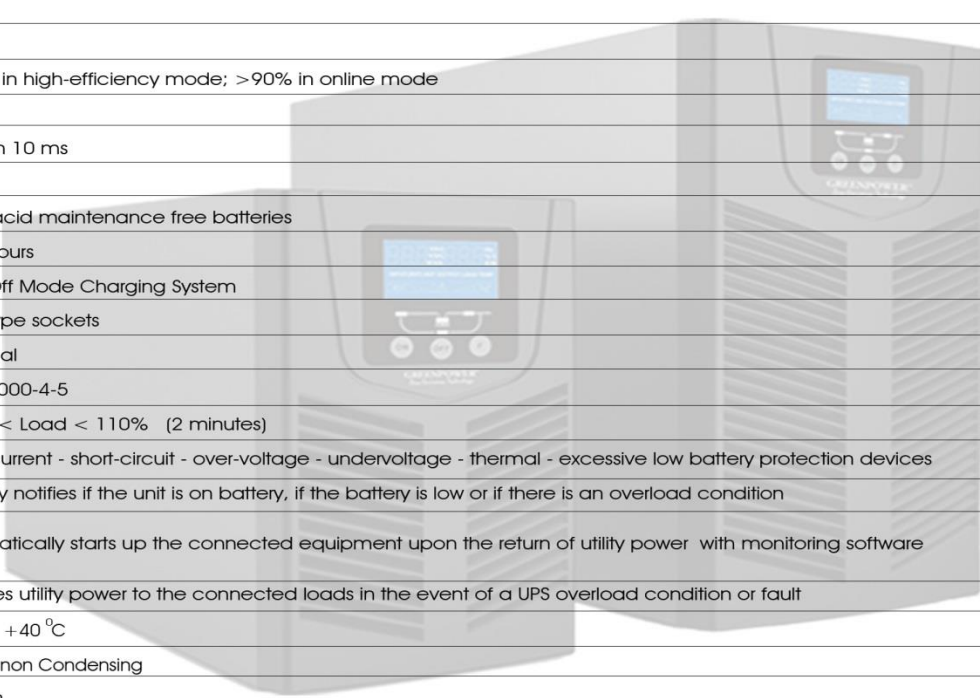 in high-efficiency mode; >90% in online mode
10 ms
acid maintenance free batteries
ours
Off Mode Charging System
pe sockets
al
000-4-5
< Load < 110% (2 minutes)
urrent - short-circuit - over-voltage - undervoltage - thermal - excessive low battery protection devices
y notifies if the unit is on battery, if the battery is low or if there is an overload condition
atically starts up the connected equipment upon the return of utility power with monitoring software
es utility power to the connected loads in the event of a UPS overload condition or fault
+40 °C
non Condensing
GREENPOWER
GREENPOWER